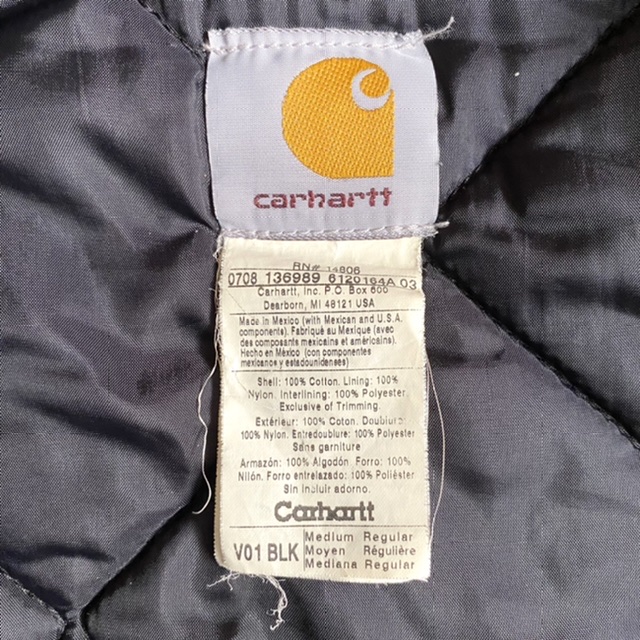 carhartt
RN# 14806
0708 136989 6120164A 03
Carhartt, Inc. P.O. Box 600
Dearborn, MI 48121 USA
Made in Mexico (with Mexican and U.S.A.
components). Fabriqué au Mexique (avec
des composants mexicains et américains).
Hecho en México (con componentes
mexicanos y estadounidenses)
Shell: 100% Cotton. Lining: 100%
Nylon. Interlining: 100% Polyester
Exclusive of Trimming.
Extérieur: 100% Coton. Doublure:
100% Nylon. Entredoublure: 100% Polyester
Sans garniture
Armazón: 100% Algodón. Forro: 100%
Nilón. Forro entrelazado: 100% Poliéster
Sin incluir adorno.
Carhartt
V01 BLK
Medium Regular
Moyen Régulière
Mediana Regular